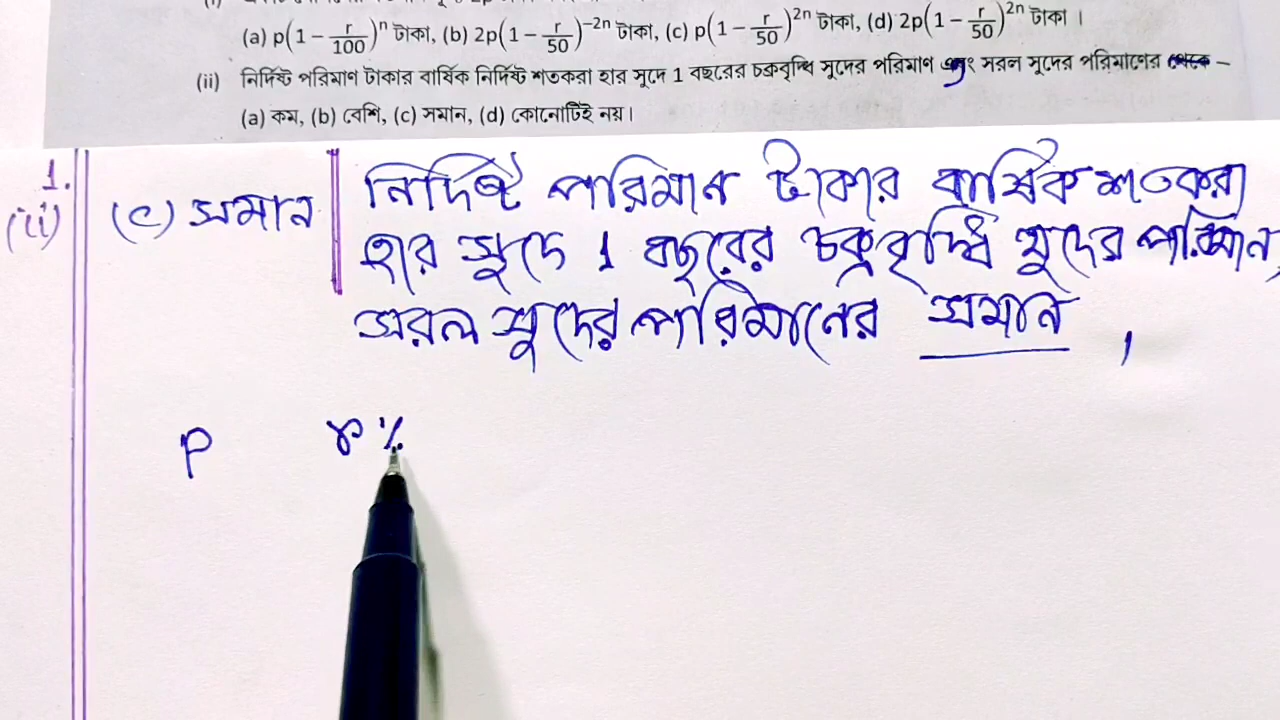 (a) p(1 − r/100)ⁿ টাকা, (b) 2p(1 − r/50)⁻²ⁿ টাকা, (c) p(1 − r/50)²ⁿ টাকা, (d) 2p(1 − r/50)²ⁿ টাকা ।
(ii) নির্দিষ্ট পরিমাণ টাকার বার্ষিক নির্দিষ্ট শতকরা হার সুদে 1 বছরের চক্রবৃদ্ধি সুদের পরিমাণ এবং সরল সুদের পরিমাণের থেকে –
(a) কম, (b) বেশি, (c) সমান, (d) কোনোটিই নয়।
1.
(ii) (c) সমান
নির্দিষ্ট পরিমান টাকার বার্ষিক শতকরা
হার সুদে 1 বছরের চক্রবৃদ্ধি সুদের পরিমান,
সরল সুদের পরিমানের সমান ,
P r %